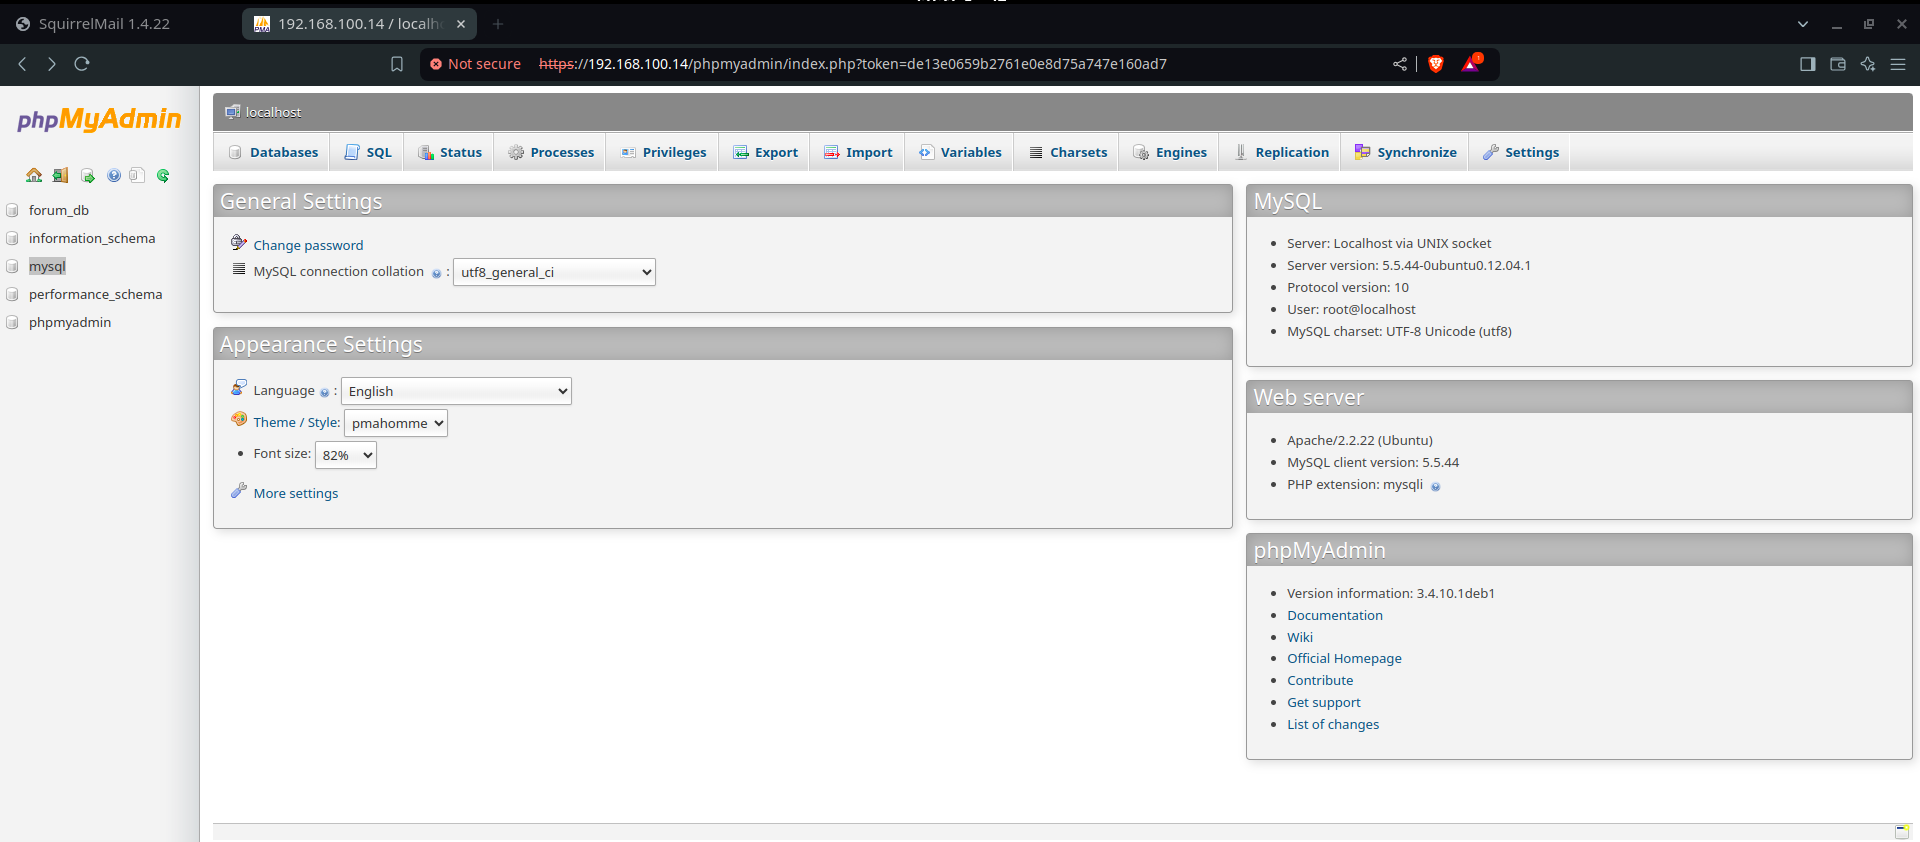 SquirrelMail 1.4.22
192.168.100.14 / localh
Not secure https://192.168.100.14/phpmyadmin/index.php?token=de13e0659b2761e0e8d75a747e160ad7
phpMyAdmin
forum_db
information_schema
mysql
performance_schema
phpmyadmin
localhost
Databases SQL Status Processes Privileges Export Import Variables Charsets Engines Replication Synchronize Settings
General Settings
Change password
MySQL connection collation : utf8_general_ci
Appearance Settings
Language : English
Theme / Style: pmahomme
Font size: 82%
More settings
MySQL
Server: Localhost via UNIX socket
Server version: 5.5.44-0ubuntu0.12.04.1
Protocol version: 10
User: root@localhost
MySQL charset: UTF-8 Unicode (utf8)
Web server
Apache/2.2.22 (Ubuntu)
MySQL client version: 5.5.44
PHP extension: mysqli
phpMyAdmin
Version information: 3.4.10.1deb1
Documentation
Wiki
Official Homepage
Contribute
Get support
List of changes